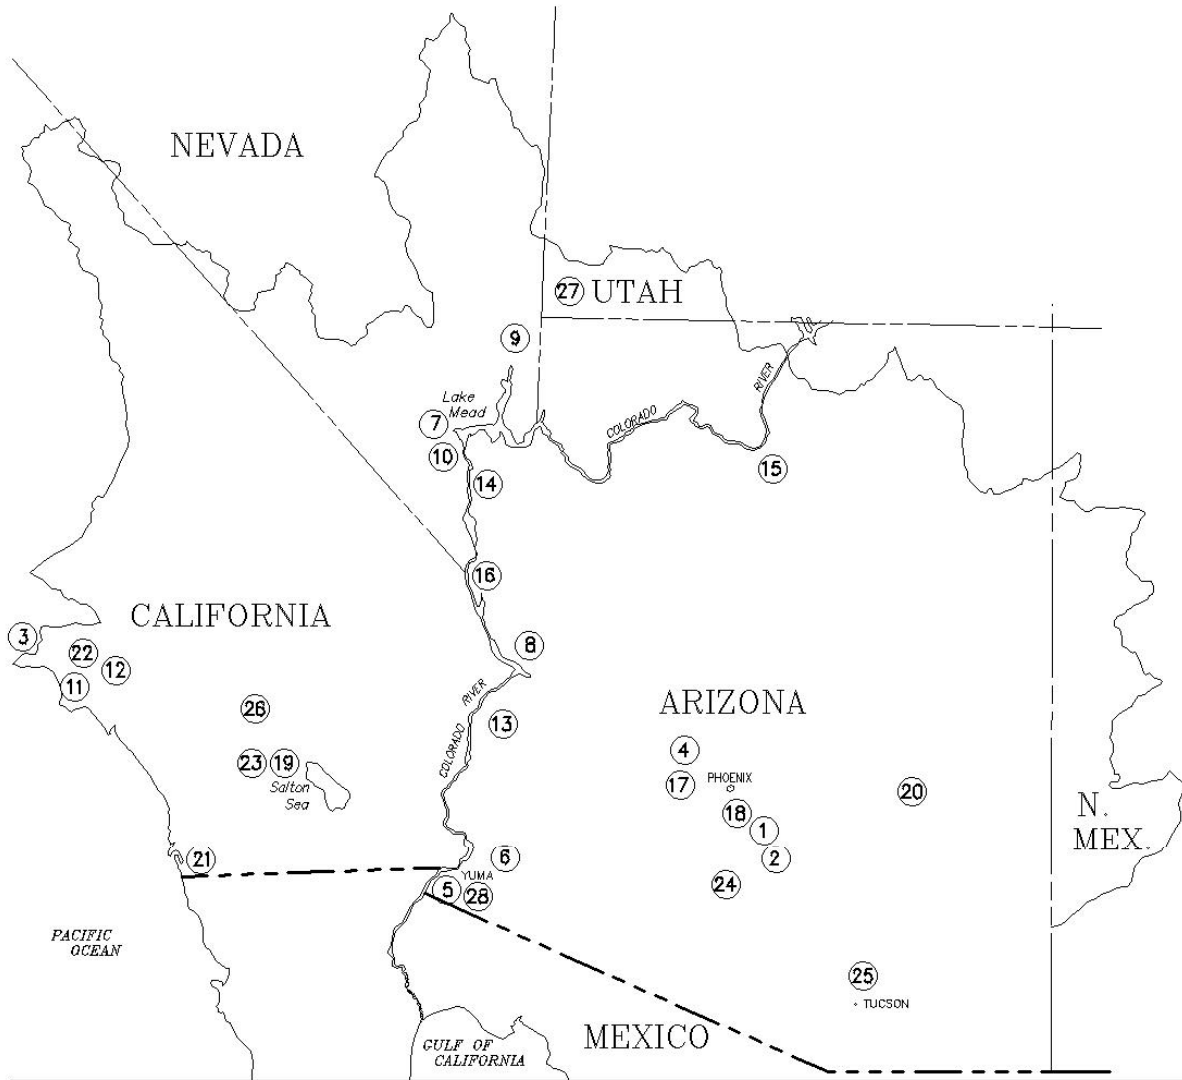 NEVADA
27 UTAH
9
RIVER
Lake
Mead
7
COLORADO
10
15
14
16
CALIFORNIA
3
8
22
12
11
RIVER
ARIZONA
26
13
COLORADO
4
23
19
17
PHOENIX
20
Salton
Sea
18
N.
MEX.
1
21
6
2
YUMA
5
28
24
PACIFIC
OCEAN
25
TUCSON
MEXICO
GULF OF
CALIFORNIA